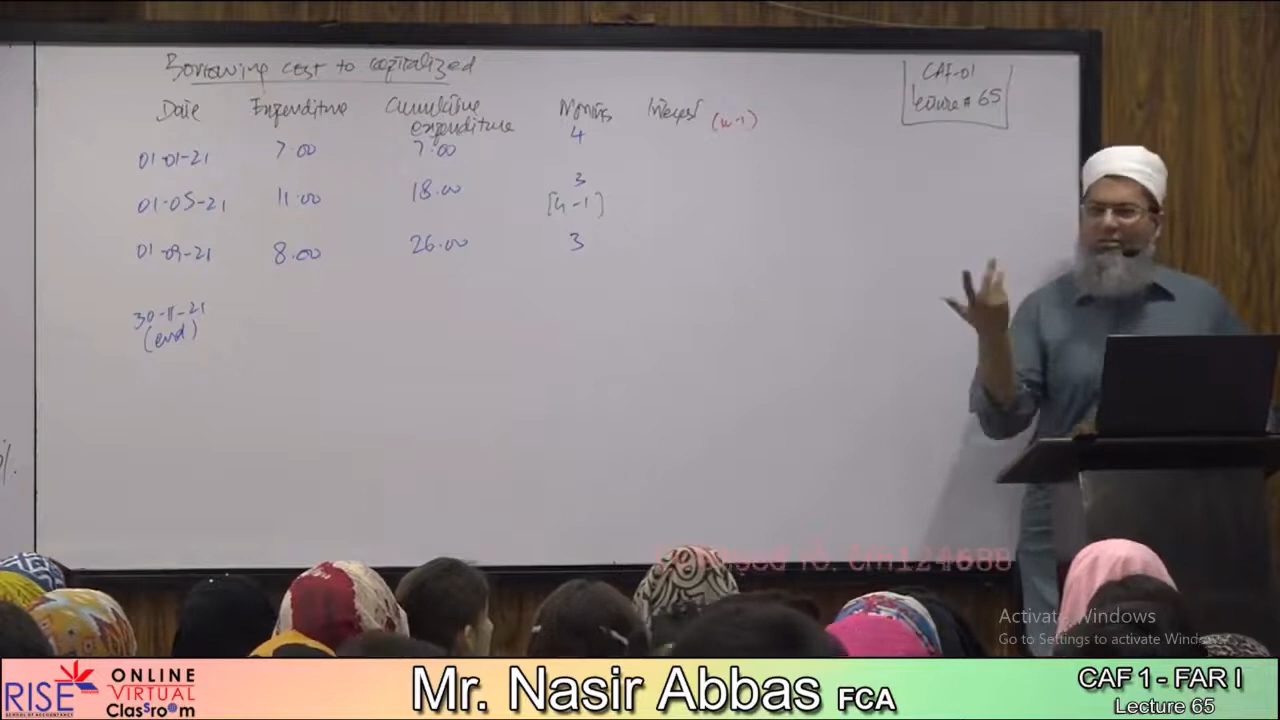 Borrowing cost to capitalized
CAF-01
Lecture # 65
Date Expenditure Cumulative expenditure Months Interest (w-1)
01-01-21 7.00 7.00 4
01-05-21 11.00 18.00 3
[4-1]
01-09-21 8.00 26.00 3
30-11-21
(end)
%.
Activate Windows
Go to Settings to activate Windows.
RISE
SCHOOL OF ACCOUNTANCY
ONLINE
VIRTUAL
ClasSroom
Mr. Nasir Abbas FCA
CAF 1 - FAR I
Lecture 65